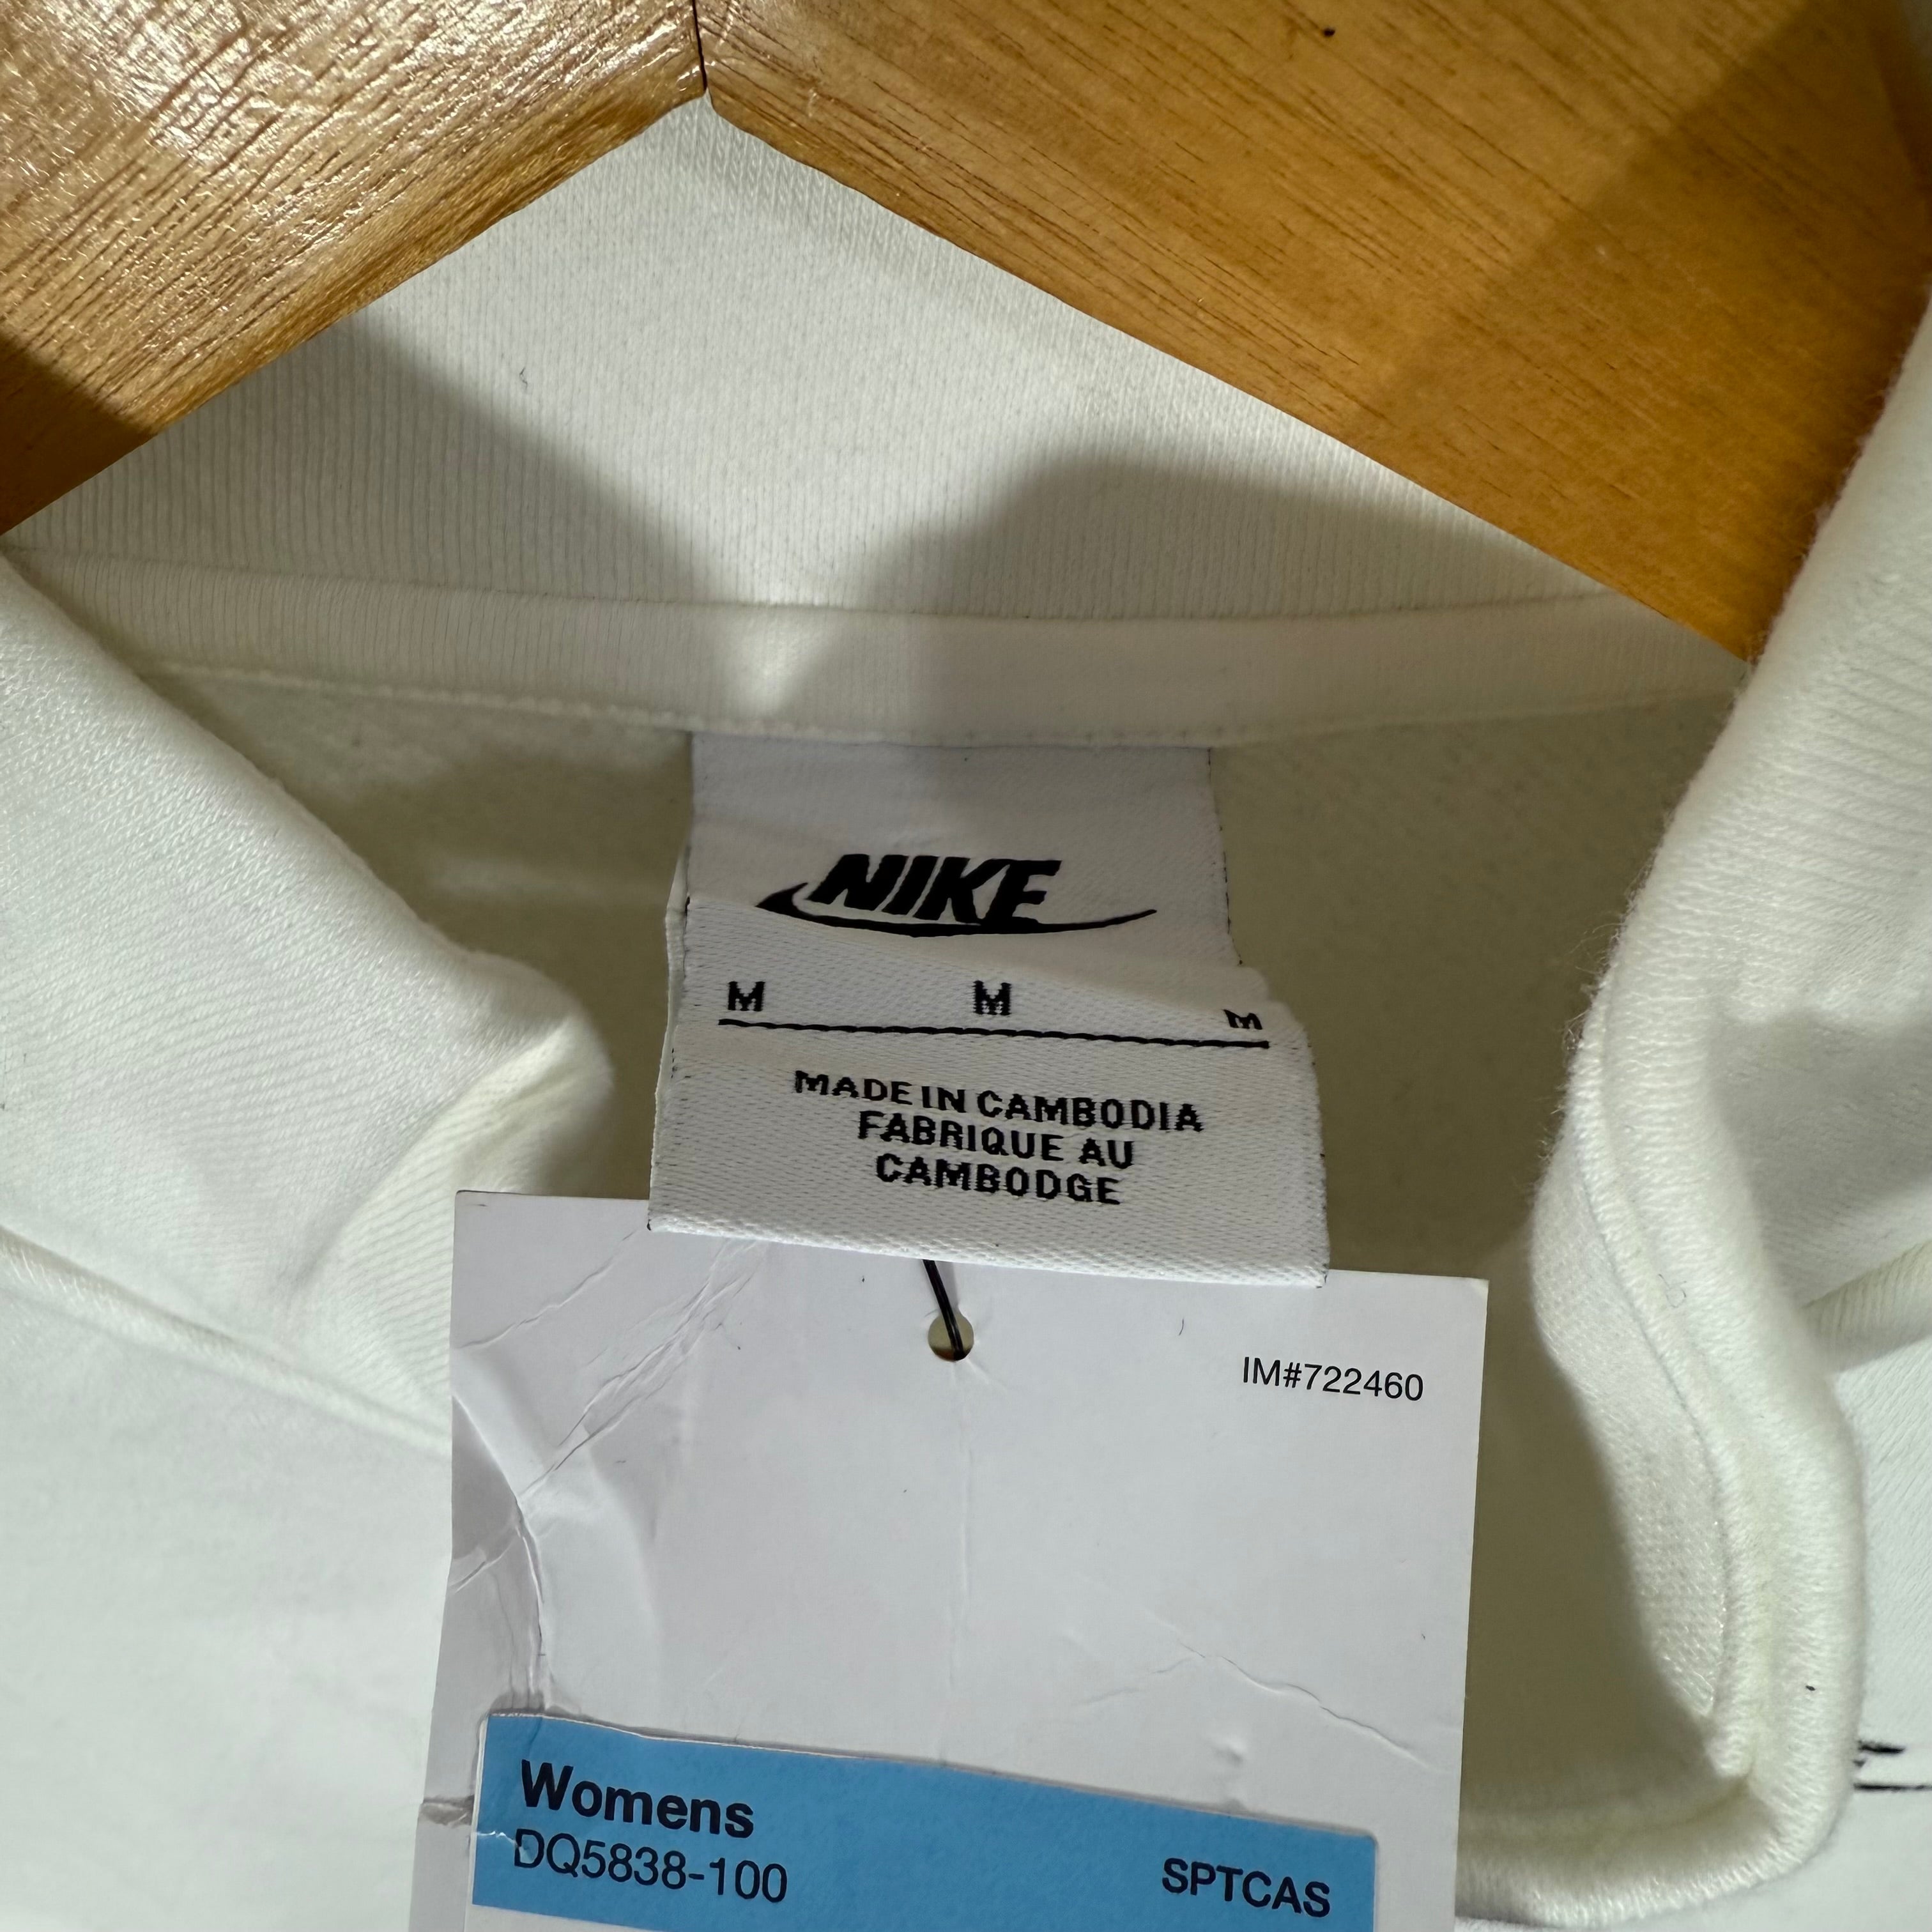 NIKE
M M M
MADE IN CAMBODIA
FABRIQUE AU
CAMBODGE
IM#722460
Womens
DQ5838-100 SPTCAS